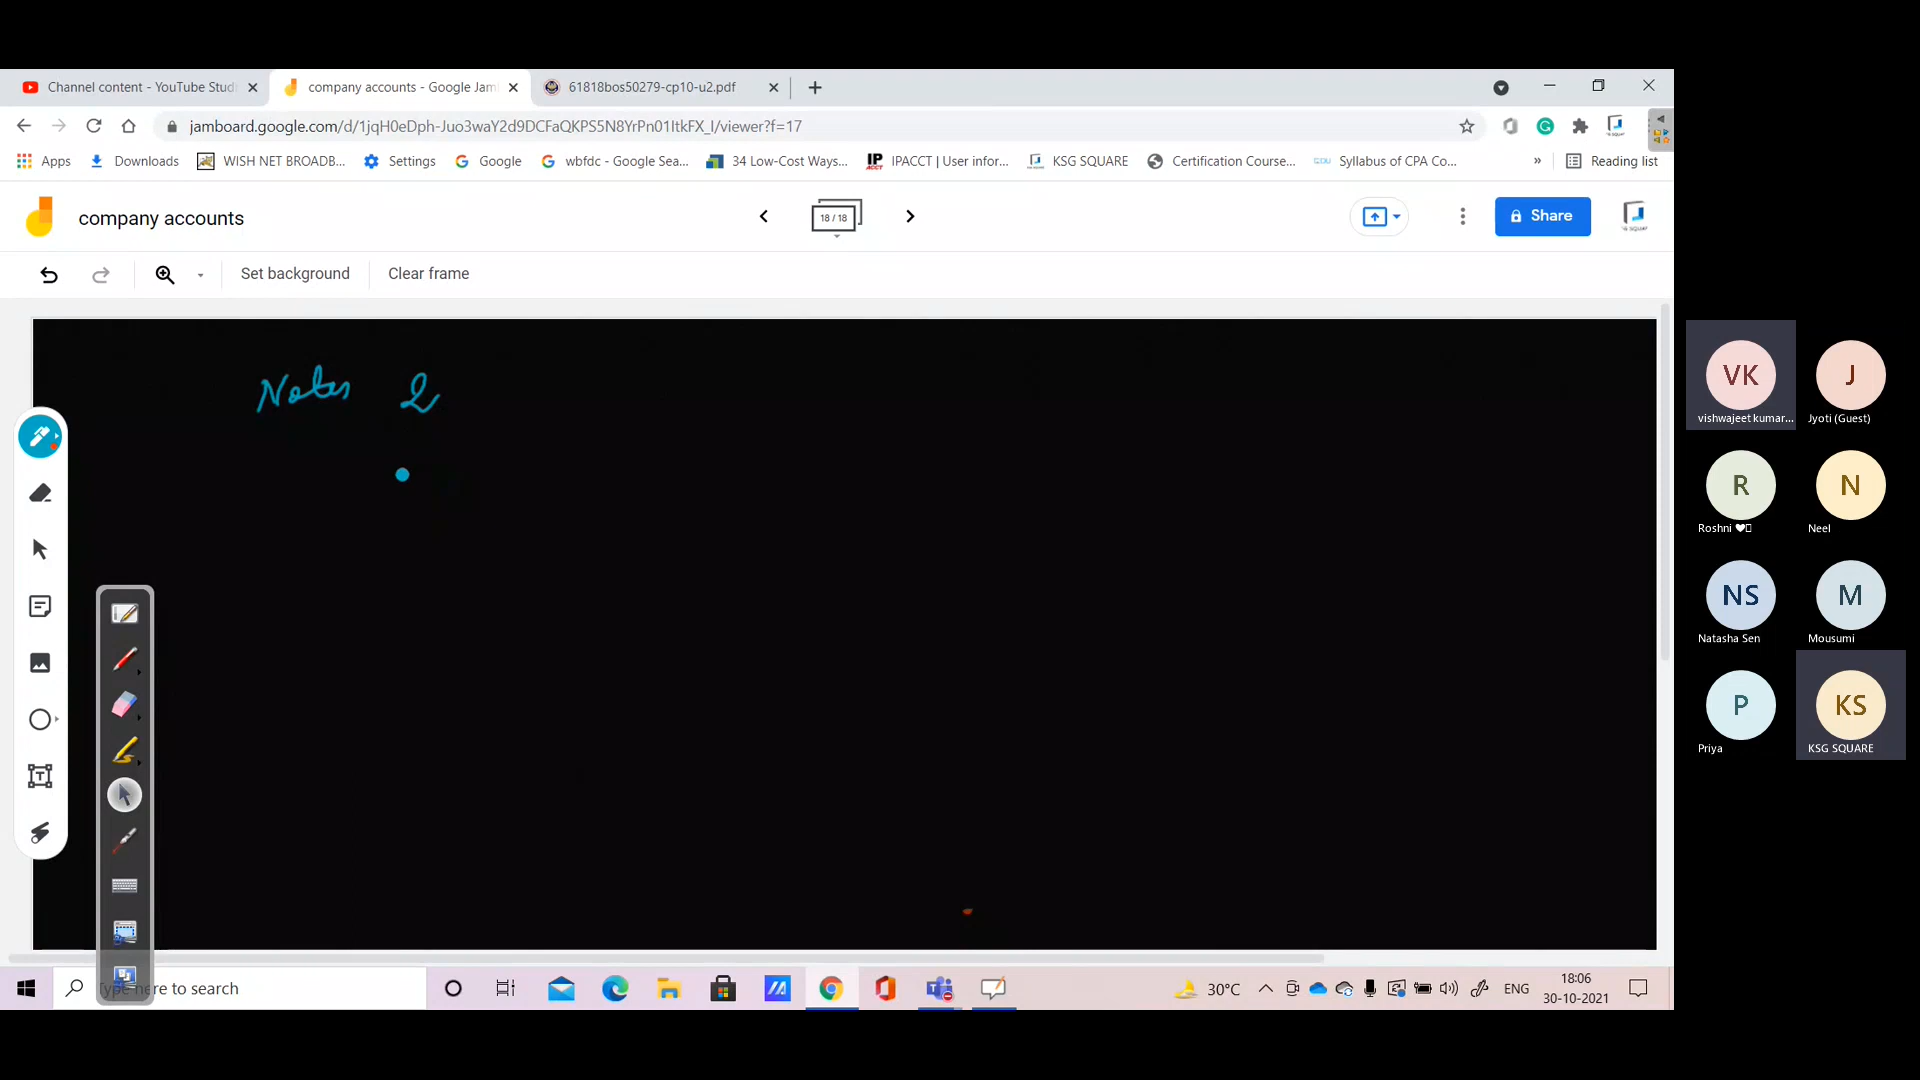 Channel content - YouTube Studi
company accounts - Google Jam
61818bos50279-cp10-u2.pdf
jamboard.google.com/d/1jqH0eDph-Juo3waY2d9DCFaQKPS5N8YrPn01ItkFX_I/viewer?f=17
Apps Downloads WISH NET BROADB... Settings Google wbfdc - Google Sea... 34 Low-Cost Ways... IPACCT | User infor... KSG SQUARE Certification Course... Syllabus of CPA Co... » Reading list
company accounts
18 / 18
Share
Set background Clear frame
Notes 2
VK J
vishwajeet kumar... Jyoti (Guest)
R N
Roshni Neel
NS M
Natasha Sen Mousumi
P KS
Priya KSG SQUARE
Type here to search
30°C ENG 18:06
30-10-2021